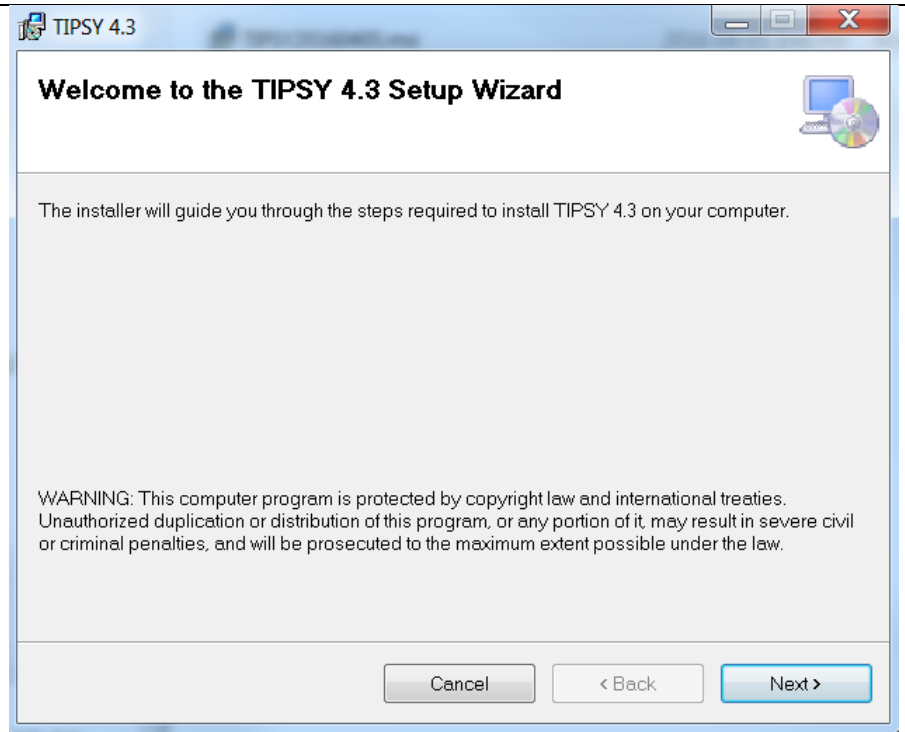 TIPSY 4.3
Welcome to the TIPSY 4.3 Setup Wizard
The installer will guide you through the steps required to install TIPSY 4.3 on your computer.
WARNING: This computer program is protected by copyright law and international treaties.
Unauthorized duplication or distribution of this program, or any portion of it, may result in severe civil
or criminal penalties, and will be prosecuted to the maximum extent possible under the law.
Cancel
< Back
Next >